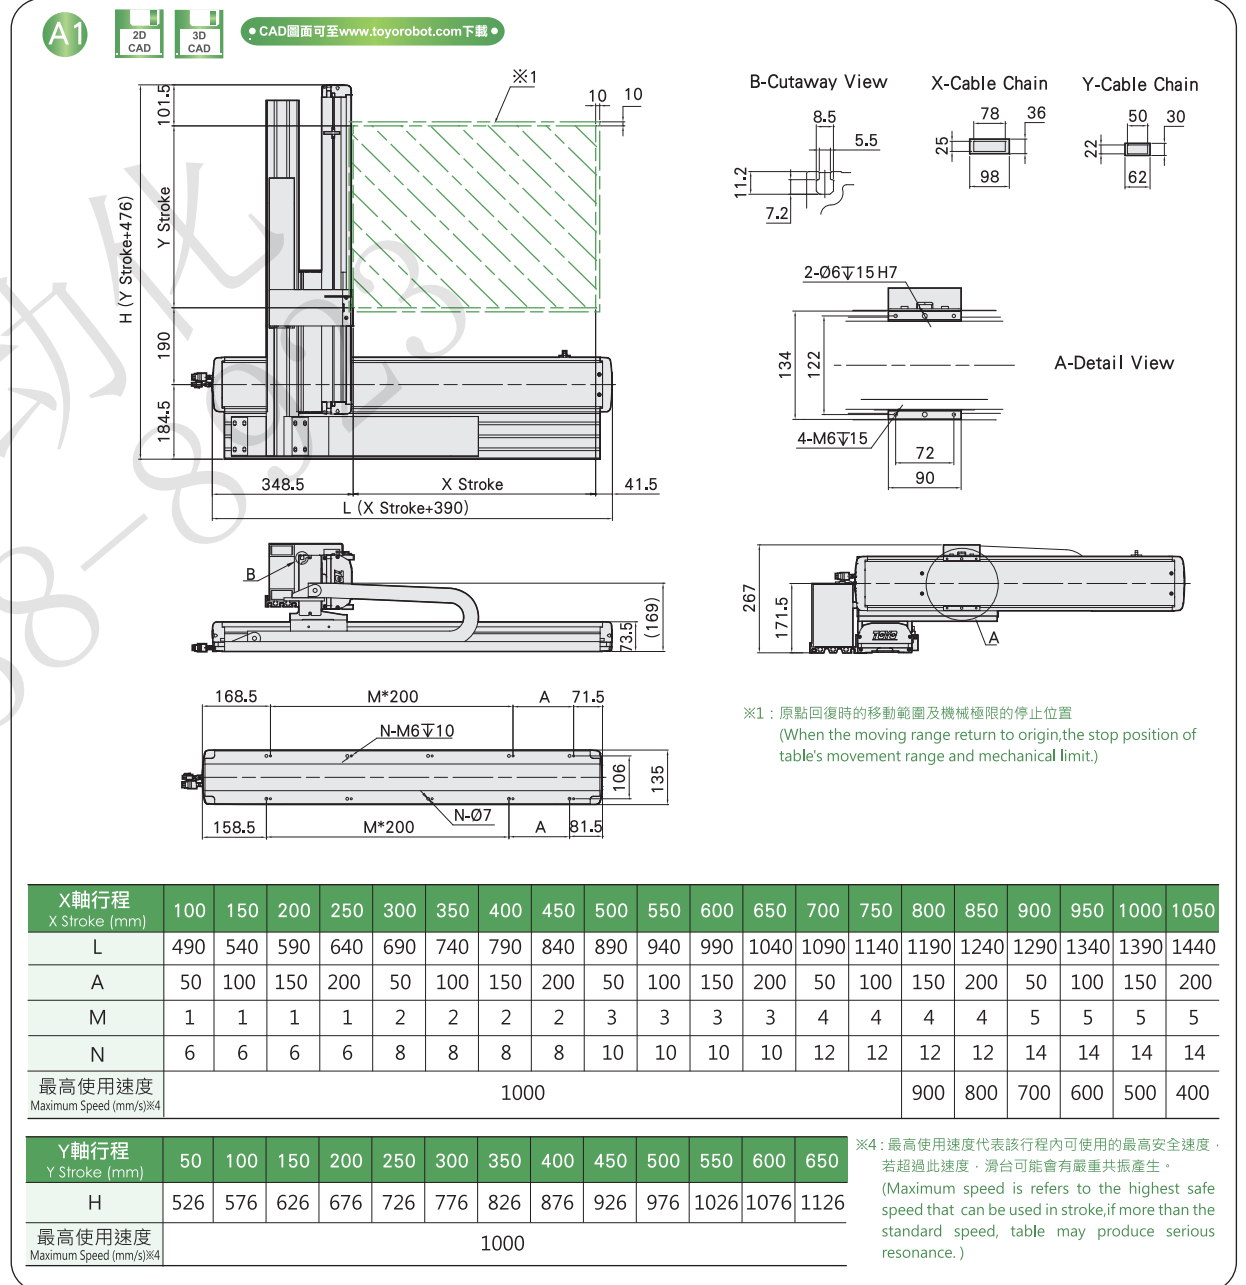 A1
2D
CAD
3D
CAD
●CAD圖面可至www.toyorobot.com下載●
※1
10
10
101.5
Y Stroke
H (Y Stroke+476)
190
184.5
348.5
X Stroke
41.5
L (X Stroke+390)
B-Cutaway View
8.5
5.5
11.2
7.2
X-Cable Chain
78
36
25
98
Y-Cable Chain
50
30
22
62
2-Ø6↧15H7
134
122
A-Detail View
4-M6↧15
72
90
B
(169)
73.5
267
171.5
TOYO
A
168.5
M*200
A
71.5
N-M6↧10
106
135
N-Ø7
158.5
M*200
A
81.5
※1：原點回復時的移動範圍及機械極限的停止位置
(When the moving range return to origin,the stop position of
table's movement range and mechanical limit.)
X軸行程
X Stroke (mm)
100 150 200 250 300 350 400 450 500 550 600 650 700 750 800 850 900 950 1000 1050
L 490 540 590 640 690 740 790 840 890 940 990 1040 1090 1140 1190 1240 1290 1340 1390 1440
A 50 100 150 200 50 100 150 200 50 100 150 200 50 100 150 200 50 100 150 200
M 1 1 1 1 2 2 2 2 3 3 3 3 4 4 4 4 5 5 5 5
N 6 6 6 6 8 8 8 8 10 10 10 10 12 12 12 12 14 14 14 14
最高使用速度
Maximum Speed (mm/s)※4
1000 900 800 700 600 500 400
Y軸行程
Y Stroke (mm)
50 100 150 200 250 300 350 400 450 500 550 600 650
H 526 576 626 676 726 776 826 876 926 976 1026 1076 1126
最高使用速度
Maximum Speed (mm/s)※4
1000
※4：最高使用速度代表該行程內可使用的最高安全速度，
若超過此速度，滑台可能會有嚴重共振產生。
(Maximum speed is refers to the highest safe
speed that can be used in stroke,if more than the
standard speed, table may produce serious
resonance. )
动化
8-8923